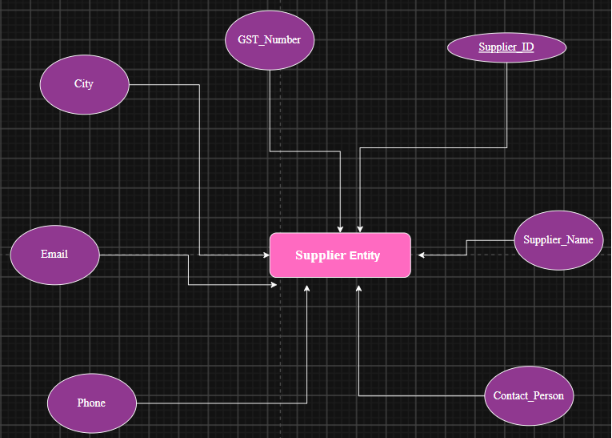 GST_Number
Supplier_ID
City
Supplier_Name
Email
Supplier Entity
Phone
Contact_Person